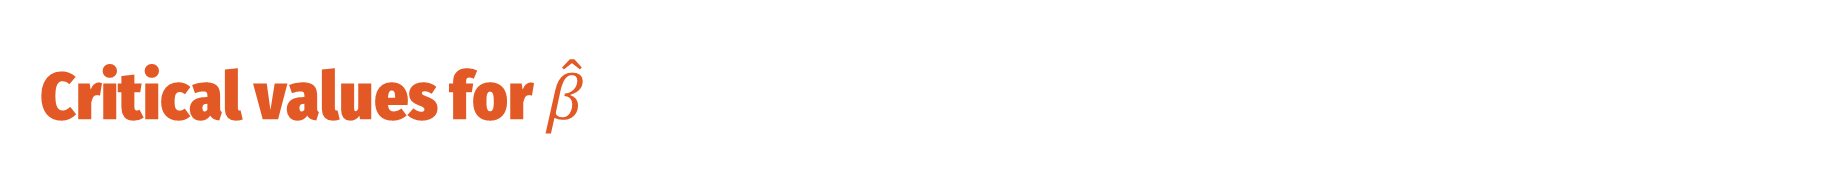 Critical values for β̂